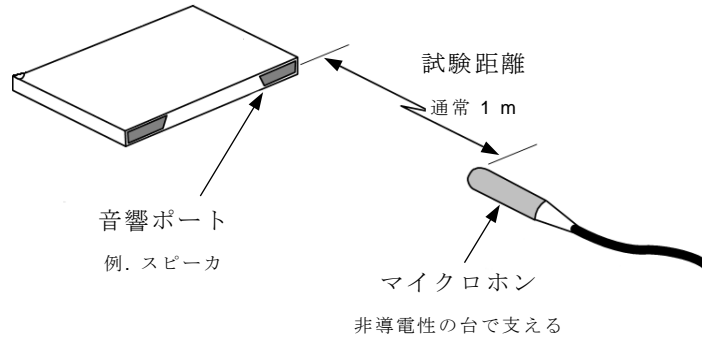 試験距離
通常 1 m
音響ポート
例. スピーカ
マイクロホン
非導電性の台で支える